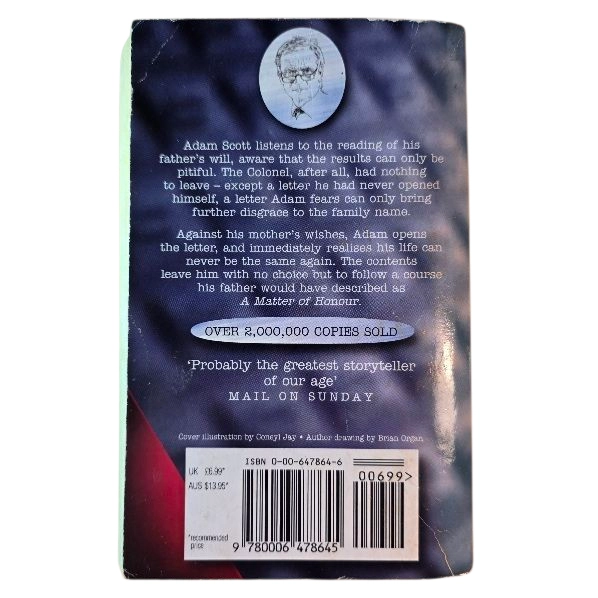 Adam Scott listens to the reading of his
father's will, aware that the results can only be
pitiful. The Colonel, after all, had nothing
to leave – except a letter he had never opened
himself, a letter Adam fears can only bring
further disgrace to the family name.
Against his mother's wishes, Adam opens
the letter, and immediately realises his life can
never be the same again. The contents
leave him with no choice but to follow a course
his father would have described as
A Matter of Honour.
OVER 2,000,000 COPIES SOLD
'Probably the greatest storyteller
of our age'
MAIL ON SUNDAY
Cover illustration by Coneyl Jay • Author drawing by Brian Organ
ISBN 0-00-647864-6
UK £6.99*
AUS $13.95*
00699>
*recommended
price
9 780006 478645